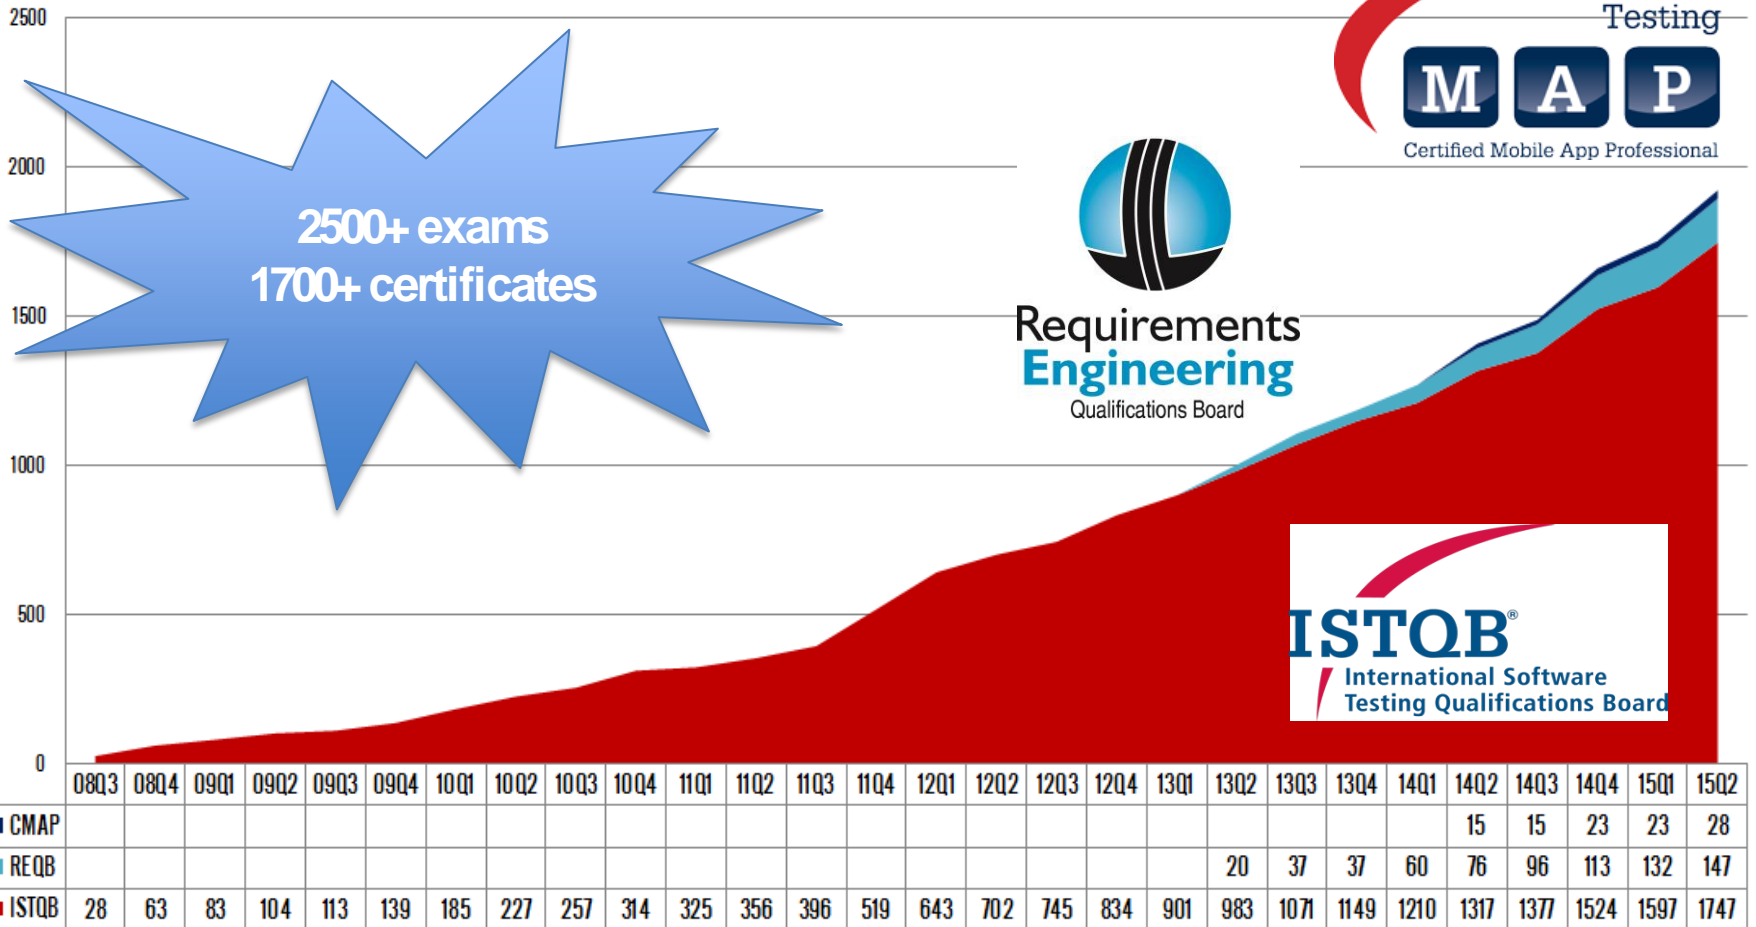 2500
2000
1500
1000
500
0
2500+ exams
1700+ certificates
Testing
M A P
Certified Mobile App Professional
Requirements
Engineering
Qualifications Board
ISTQB®
International Software
Testing Qualifications Board
08Q3 08Q4 09Q1 09Q2 09Q3 09Q4 10Q1 10Q2 10Q3 10Q4 11Q1 11Q2 11Q3 11Q4 12Q1 12Q2 12Q3 12Q4 13Q1 13Q2 13Q3 13Q4 14Q1 14Q2 14Q3 14Q4 15Q1 15Q2
CMAP 15 15 23 23 28
REQB 20 37 37 60 76 96 113 132 147
ISTQB 28 63 83 104 113 139 185 227 257 314 325 356 396 519 643 702 745 834 901 983 1071 1149 1210 1317 1377 1524 1597 1747